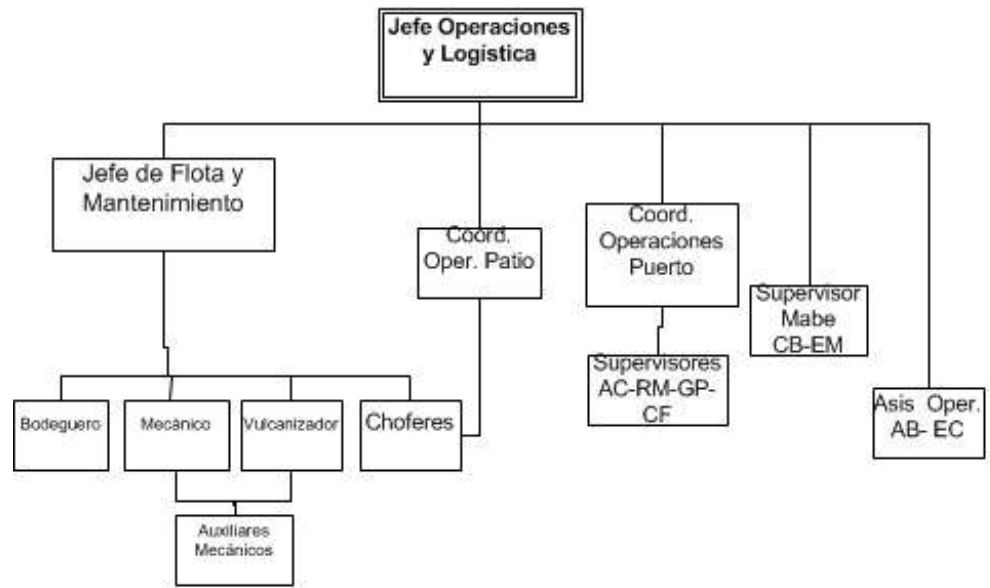 Jefe Operaciones
y Logística
Jefe de Flota y
Mantenimiento
Coord.
Oper. Patio
Coord.
Operaciones
Puerto
Supervisor
Mabe
CB-EM
Supervisores
AC-RM-GP-
CF
Asis Oper.
AB- EC
Bodeguero
Mecánico
Vulcanizador
Choferes
Auxiliares
Mecánicos